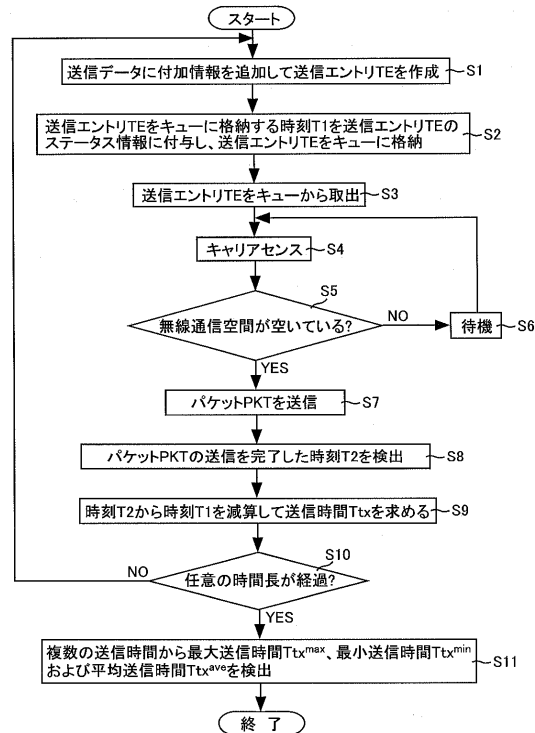 スタート
送信データに付加情報を追加して送信エントリTEを作成
S1
送信エントリTEをキューに格納する時刻T1を送信エントリTEの
ステータス情報に付与し、送信エントリTEをキューに格納
S2
送信エントリTEをキューから取出
S3
キャリアセンス
S4
S5
無線通信空間が空いている?
NO
待機
S6
YES
パケットPKTを送信
S7
パケットPKTの送信を完了した時刻T2を検出
S8
時刻T2から時刻T1を減算して送信時間Ttxを求める
S9
S10
NO
任意の時間長が経過?
YES
複数の送信時間から最大送信時間Ttxmax、最小送信時間Ttxmin
および平均送信時間Ttxaveを検出
S11
終了